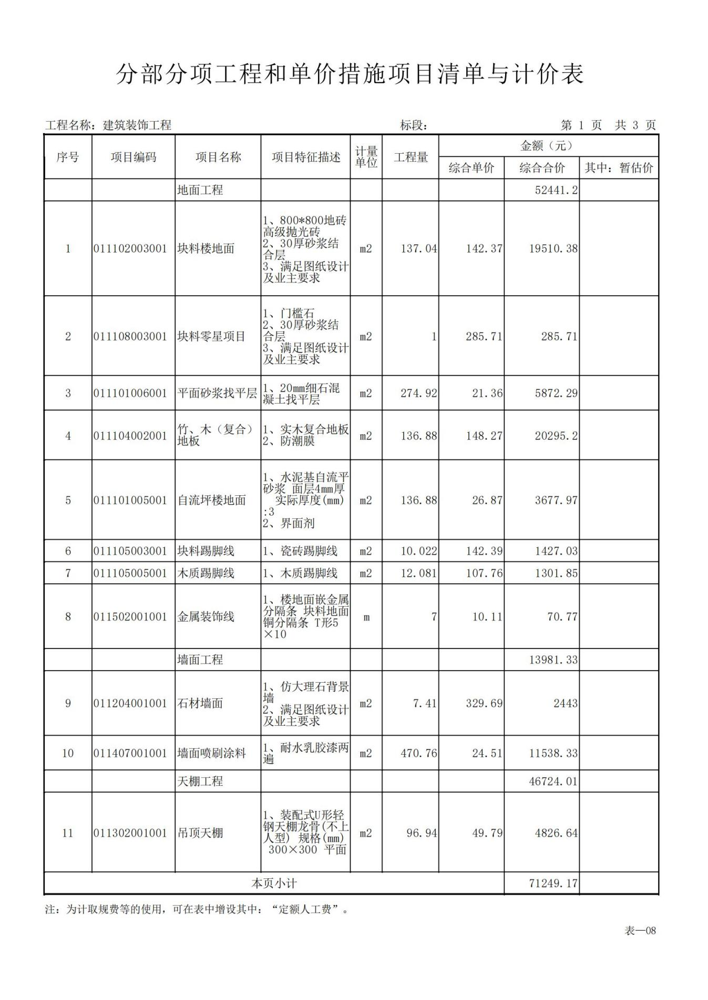 分部分项工程和单价措施项目清单与计价表
工程名称：建筑装饰工程 标段： 第 1 页 共 3 页
序号 项目编码 项目名称 项目特征描述 计量
单位 工程量 金额（元）
综合单价 综合合价 其中：暂估价
地面工程 52441.2
1 011102003001 块料楼地面 1、800*800地砖
高级抛光砖
2、30厚砂浆结
合层
3、满足图纸设计
及业主要求 m2 137.04 142.37 19510.38
2 011108003001 块料零星项目 1、门槛石
2、30厚砂浆结
合层
3、满足图纸设计
及业主要求 m2 1 285.71 285.71
3 011101006001 平面砂浆找平层 1、20mm细石混
凝土找平层 m2 274.92 21.36 5872.29
4 011104002001 竹、木（复合）
地板 1、实木复合地板
2、防潮膜 m2 136.88 148.27 20295.2
5 011101005001 自流坪楼地面 1、水泥基自流平
砂浆 面层4mm厚
实际厚度(mm)
:3
2、界面剂 m2 136.88 26.87 3677.97
6 011105003001 块料踢脚线 1、瓷砖踢脚线 m2 10.022 142.39 1427.03
7 011105005001 木质踢脚线 1、木质踢脚线 m2 12.081 107.76 1301.85
8 011502001001 金属装饰线 1、楼地面嵌金属
分隔条 块料地面
铜分隔条 T形5
×10 m 7 10.11 70.77
墙面工程 13981.33
9 011204001001 石材墙面 1、仿大理石背景
墙
2、满足图纸设计
及业主要求 m2 7.41 329.69 2443
10 011407001001 墙面喷刷涂料 1、耐水乳胶漆两
遍 m2 470.76 24.51 11538.33
天棚工程 46724.01
11 011302001001 吊顶天棚 1、装配式U形轻
钢天棚龙骨(不上
人型) 规格(mm)
300×300 平面 m2 96.94 49.79 4826.64
本页小计 71249.17
注：为计取规费等的使用，可在表中增设其中：“定额人工费”。
表—08